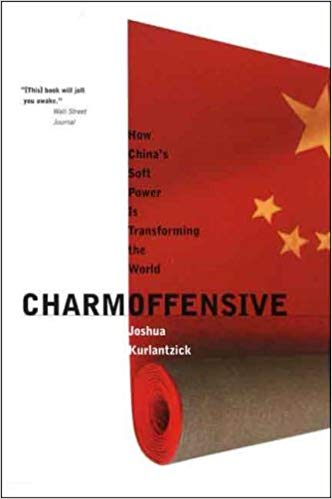 "[This] book will jolt
you awake."
Wall Street
Journal
How
China's
Soft
Power
Is
Transforming
the
World
CHARMOFFENSIVE
Joshua
Kurlantzick